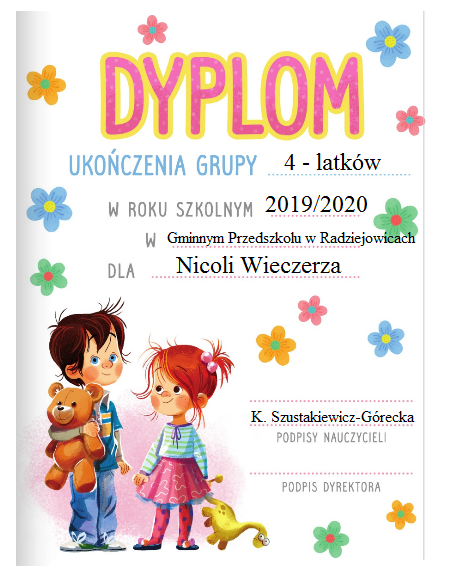 DYPLOM
UKOŃCZENIA GRUPY 4 - latków
W ROKU SZKOLNYM 2019/2020
W Gminnym Przedszkolu w Radziejowicach
DLA Nicoli Wieczerza
K. Szustakiewicz-Górecka
PODPISY NAUCZYCIELI
PODPIS DYREKTORA